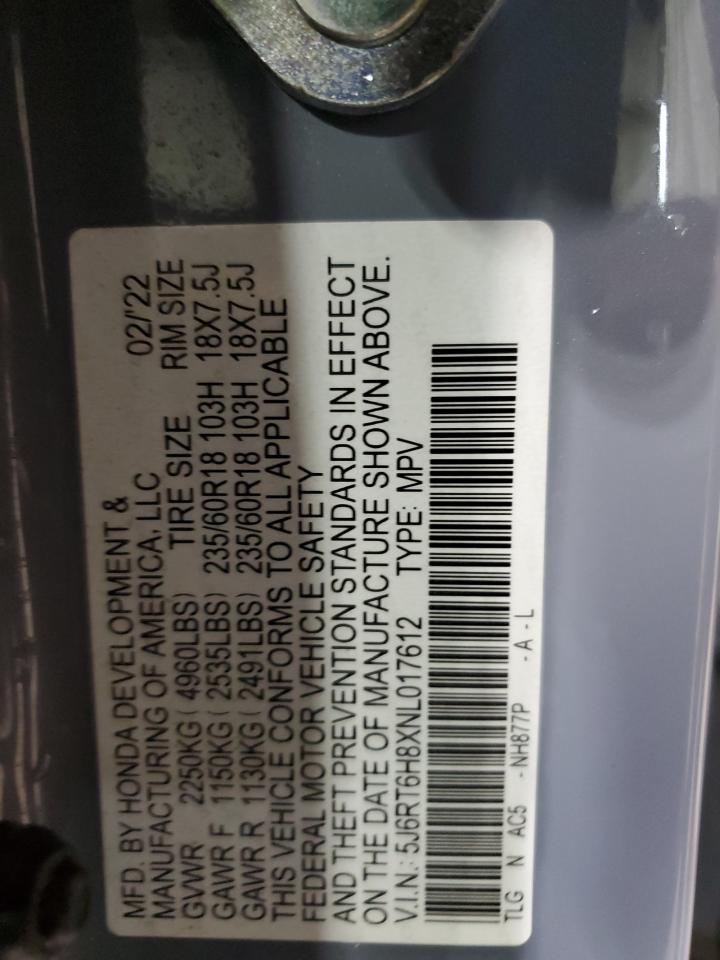 MFD. BY HONDA DEVELOPMENT &
MANUFACTURING OF AMERICA, LLC 02/'22
GVWR 2250KG ( 4960LBS) TIRE SIZE RIM SIZE
GAWR F 1150KG ( 2535LBS) 235/60R18 103H 18X7.5J
GAWR R 1130KG ( 2491LBS) 235/60R18 103H 18X7.5J
THIS VEHICLE CONFORMS TO ALL APPLICABLE
FEDERAL MOTOR VEHICLE SAFETY
AND THEFT PREVENTION STANDARDS IN EFFECT
ON THE DATE OF MANUFACTURE SHOWN ABOVE.
V.I.N.: 5J6RT6H8XNL017612 TYPE: MPV
TLG N AC5 -NH877P -A-L